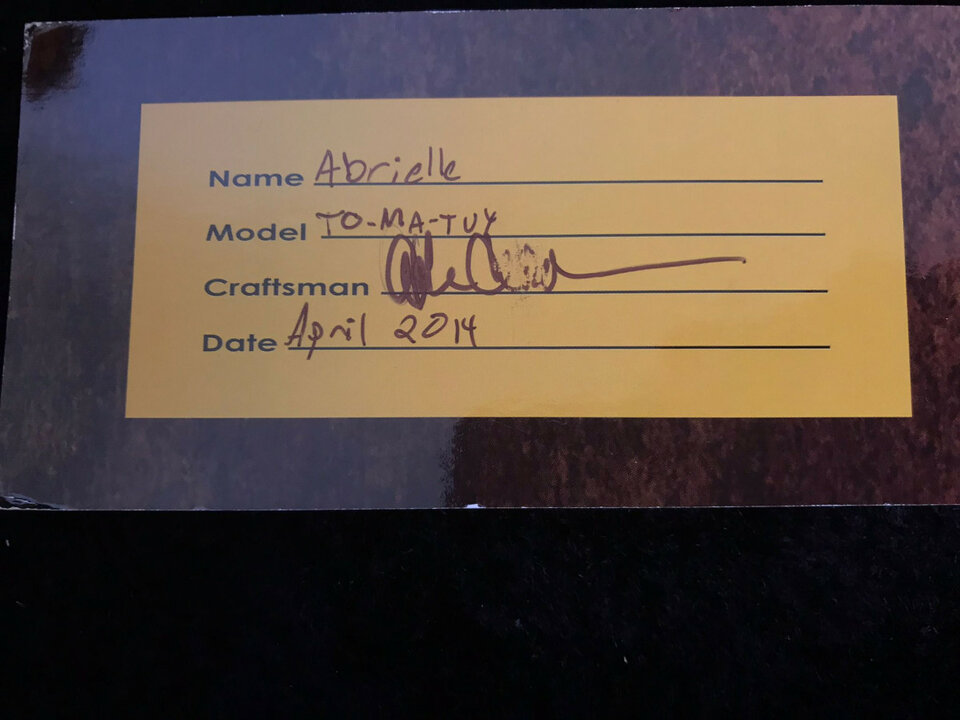 Name Abrielle
Model TO-MA-TUY
Craftsman
Date April 2014